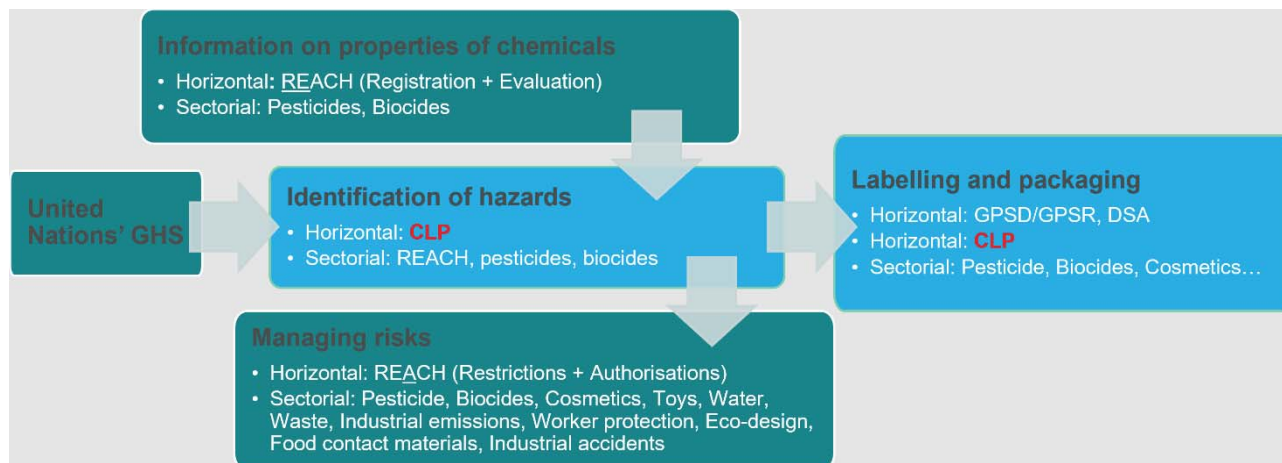 Information on properties of chemicals
• Horizontal: REACH (Registration + Evaluation)
• Sectorial: Pesticides, Biocides
United
Nations' GHS
Identification of hazards
• Horizontal: CLP
• Sectorial: REACH, pesticides, biocides
Labelling and packaging
• Horizontal: GPSD/GPSR, DSA
• Horizontal: CLP
• Sectorial: Pesticide, Biocides, Cosmetics…
Managing risks
• Horizontal: REACH (Restrictions + Authorisations)
• Sectorial: Pesticide, Biocides, Cosmetics, Toys, Water,
Waste, Industrial emissions, Worker protection, Eco-design,
Food contact materials, Industrial accidents